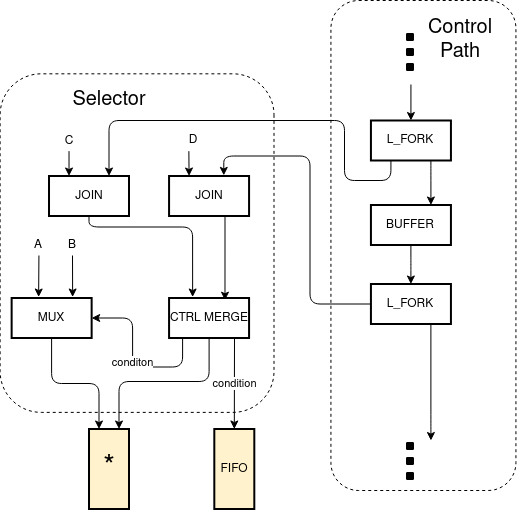 Control
Path
Selector
C
D
L_FORK
JOIN
JOIN
BUFFER
A
B
MUX
CTRL MERGE
L_FORK
conditon
condition
*
FIFO